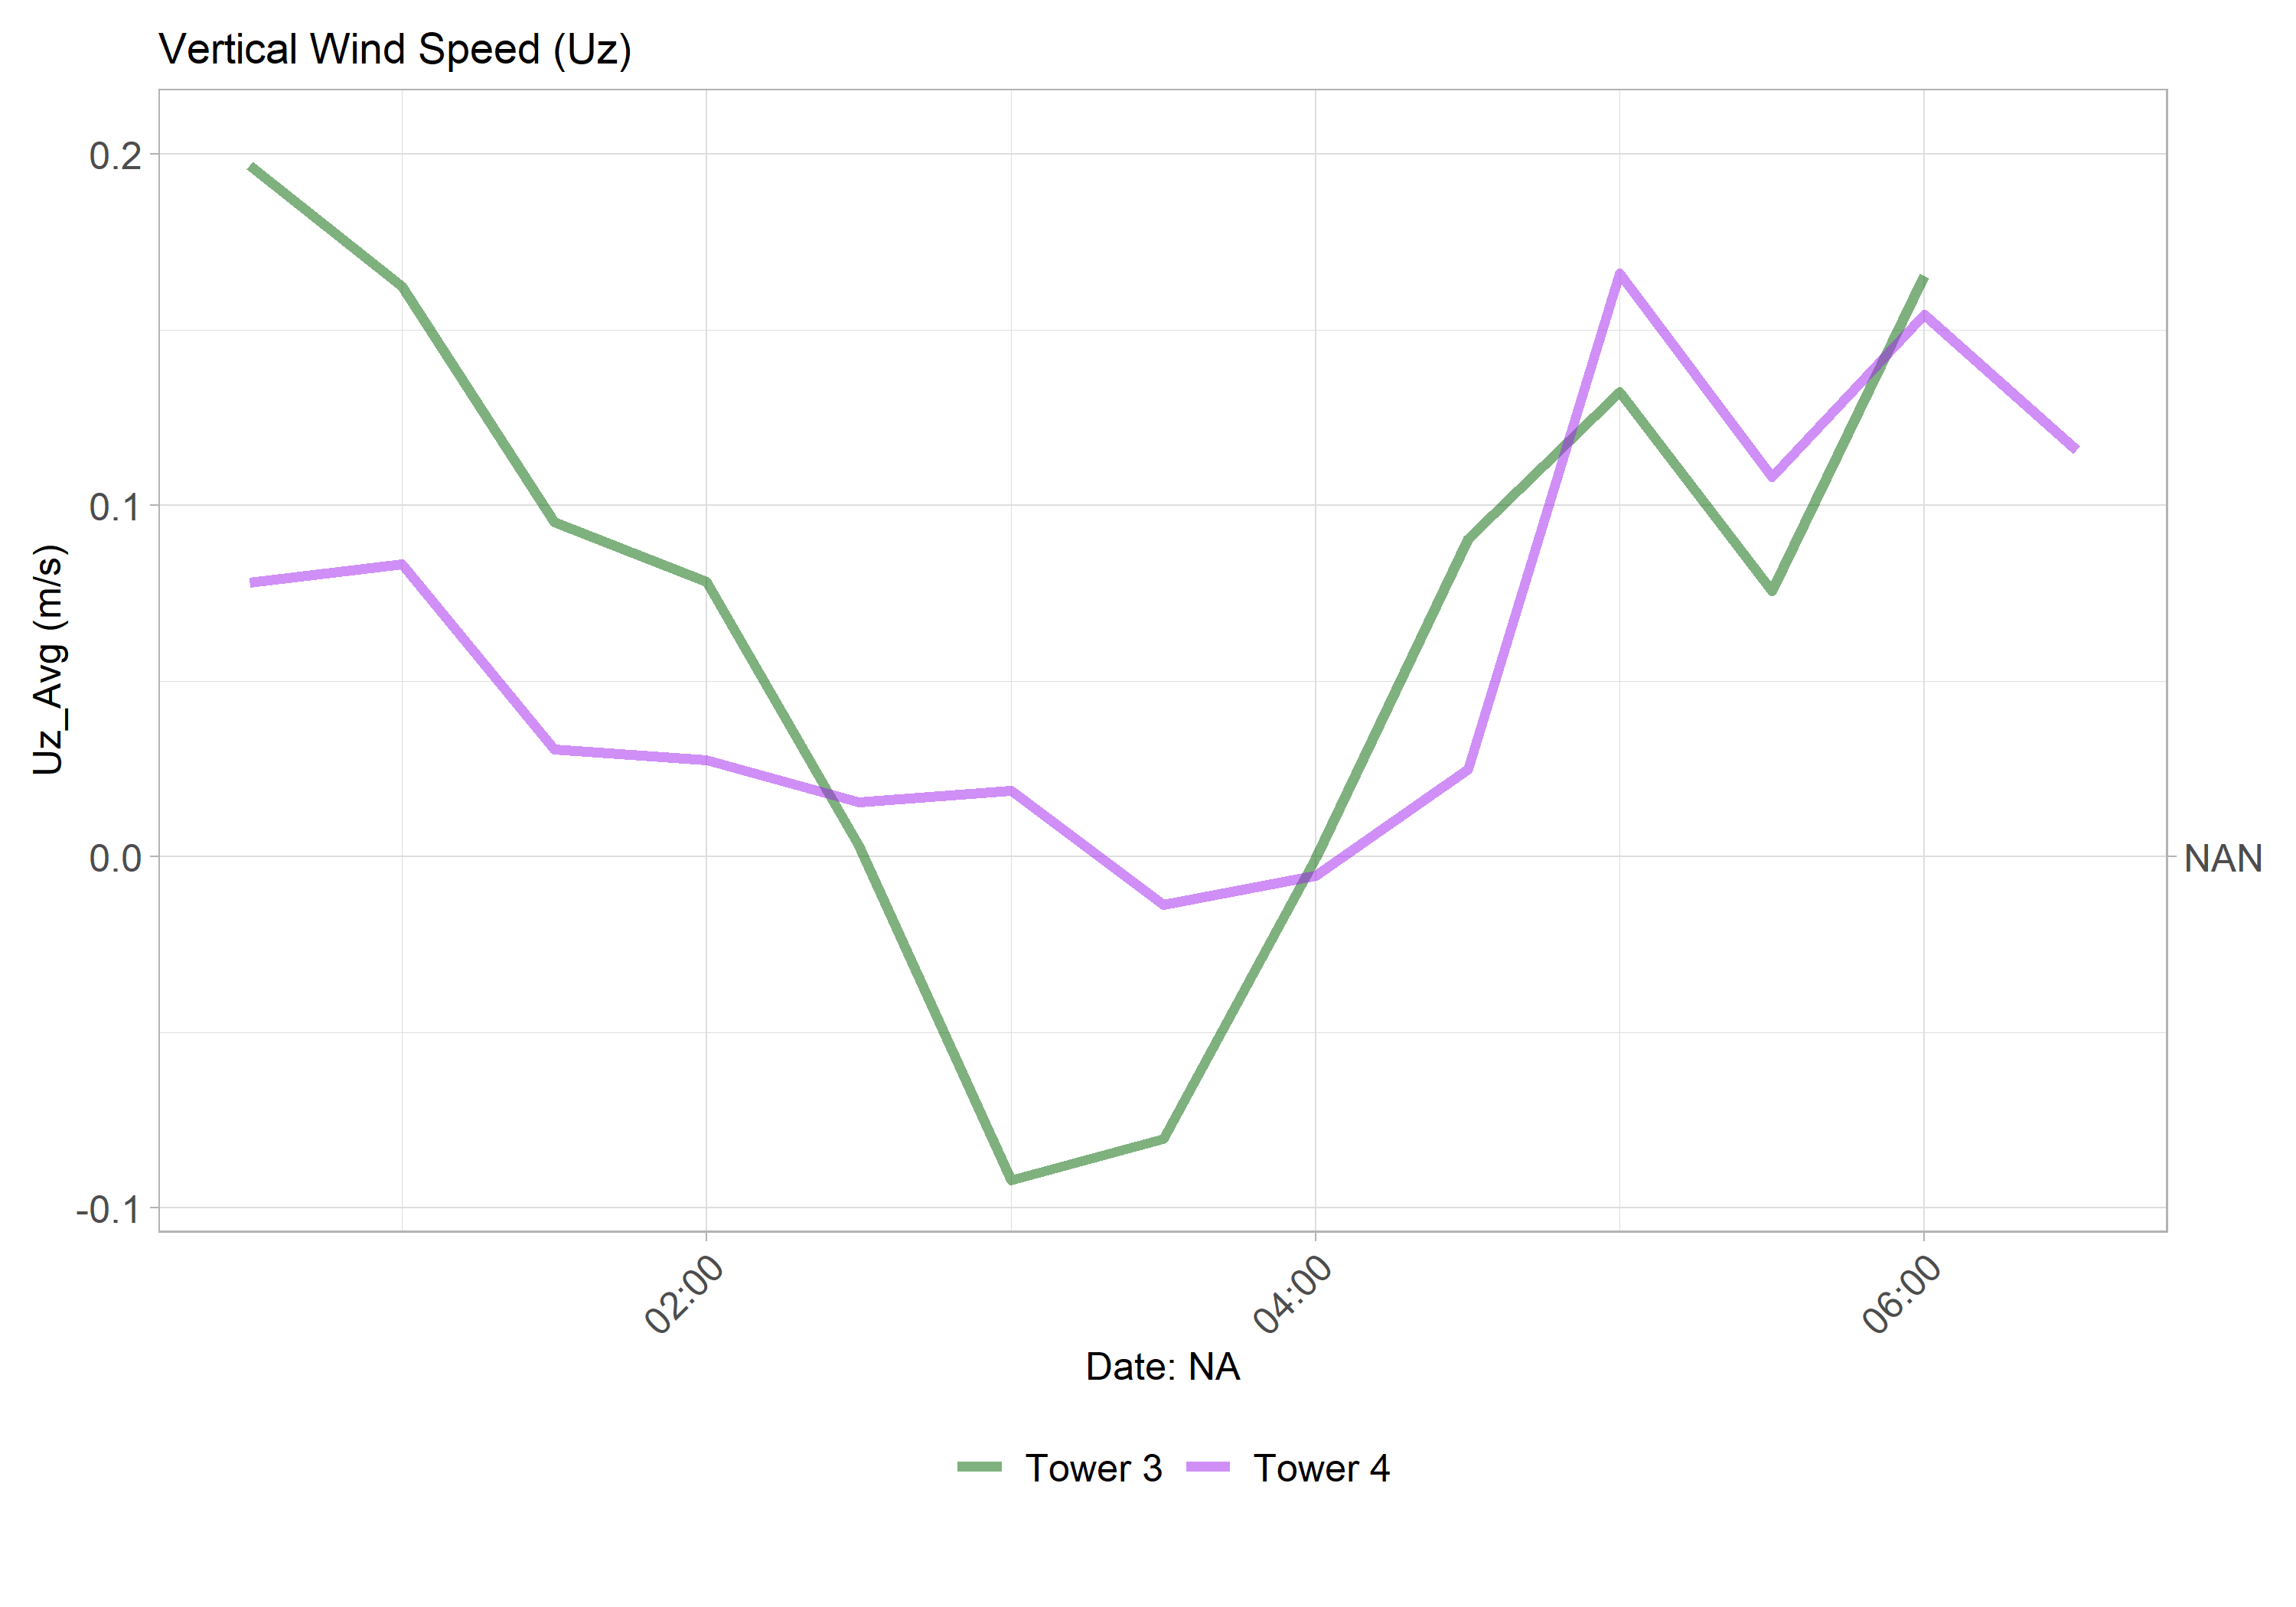 Vertical Wind Speed (Uz)
0.2
0.1
0.0
-0.1
Uz_Avg (m/s)
NAN
02:00
04:00
06:00
Date: NA
Tower 3
Tower 4